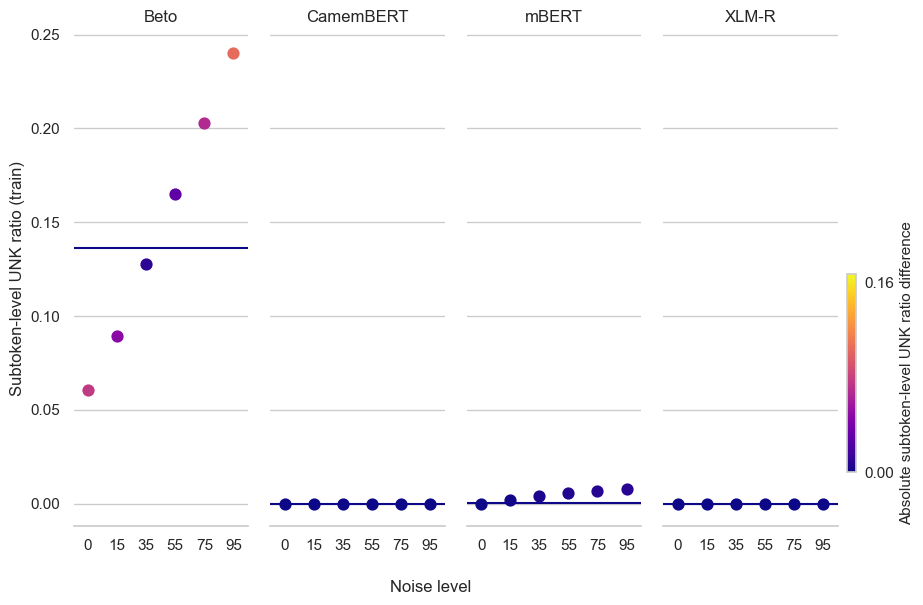 Beto CamemBERT mBERT XLM-R
Subtoken-level UNK ratio (train)
0.25
0.20
0.15
0.10
0.05
0.00
0 15 35 55 75 95 0 15 35 55 75 95 0 15 35 55 75 95 0 15 35 55 75 95
Noise level
0.16
0.00
Absolute subtoken-level UNK ratio difference